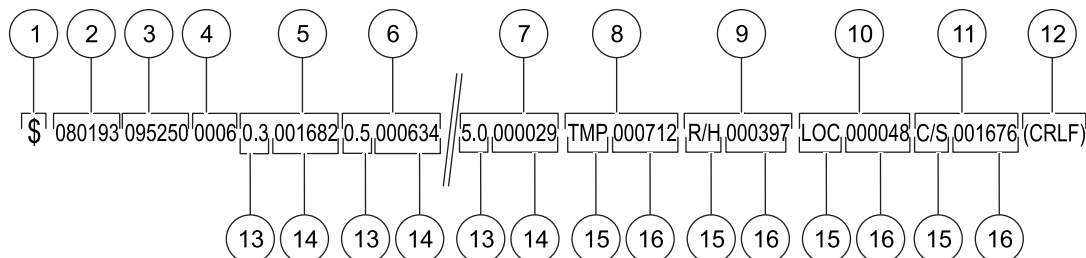 1 2 3 4 5 6 7 8 9 10 11 12
$ 080193 095250 0006 0.3 001682 0.5 000634 // 5.0 000029 TMP 000712 R/H 000397 LOC 000048 C/S 001676 (CRLF)
13 14 13 14 13 14 15 16 15 16 15 16 15 16